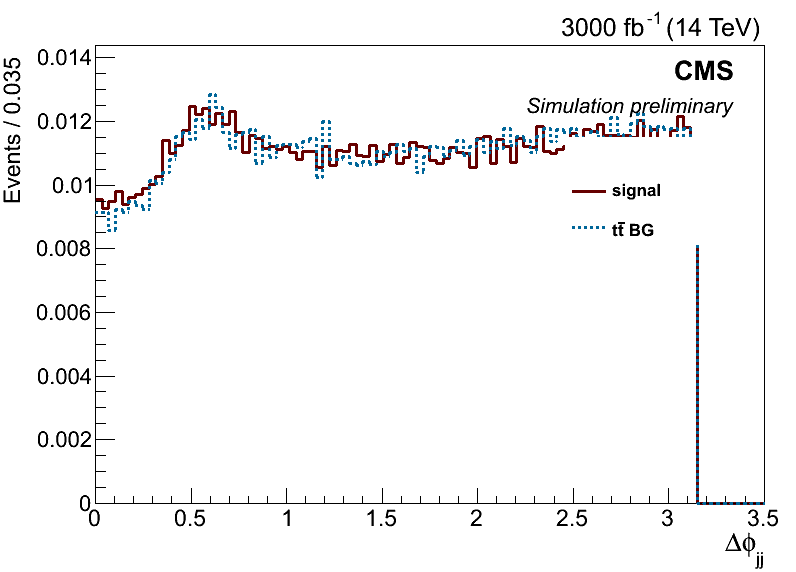 3000 fb⁻¹ (14 TeV)
CMS
Simulation preliminary
Events / 0.035
0.014
0.012
0.01
0.008
0.006
0.004
0.002
0
signal
tt̄ BG
0 0.5 1 1.5 2 2.5 3 3.5
Δϕjj